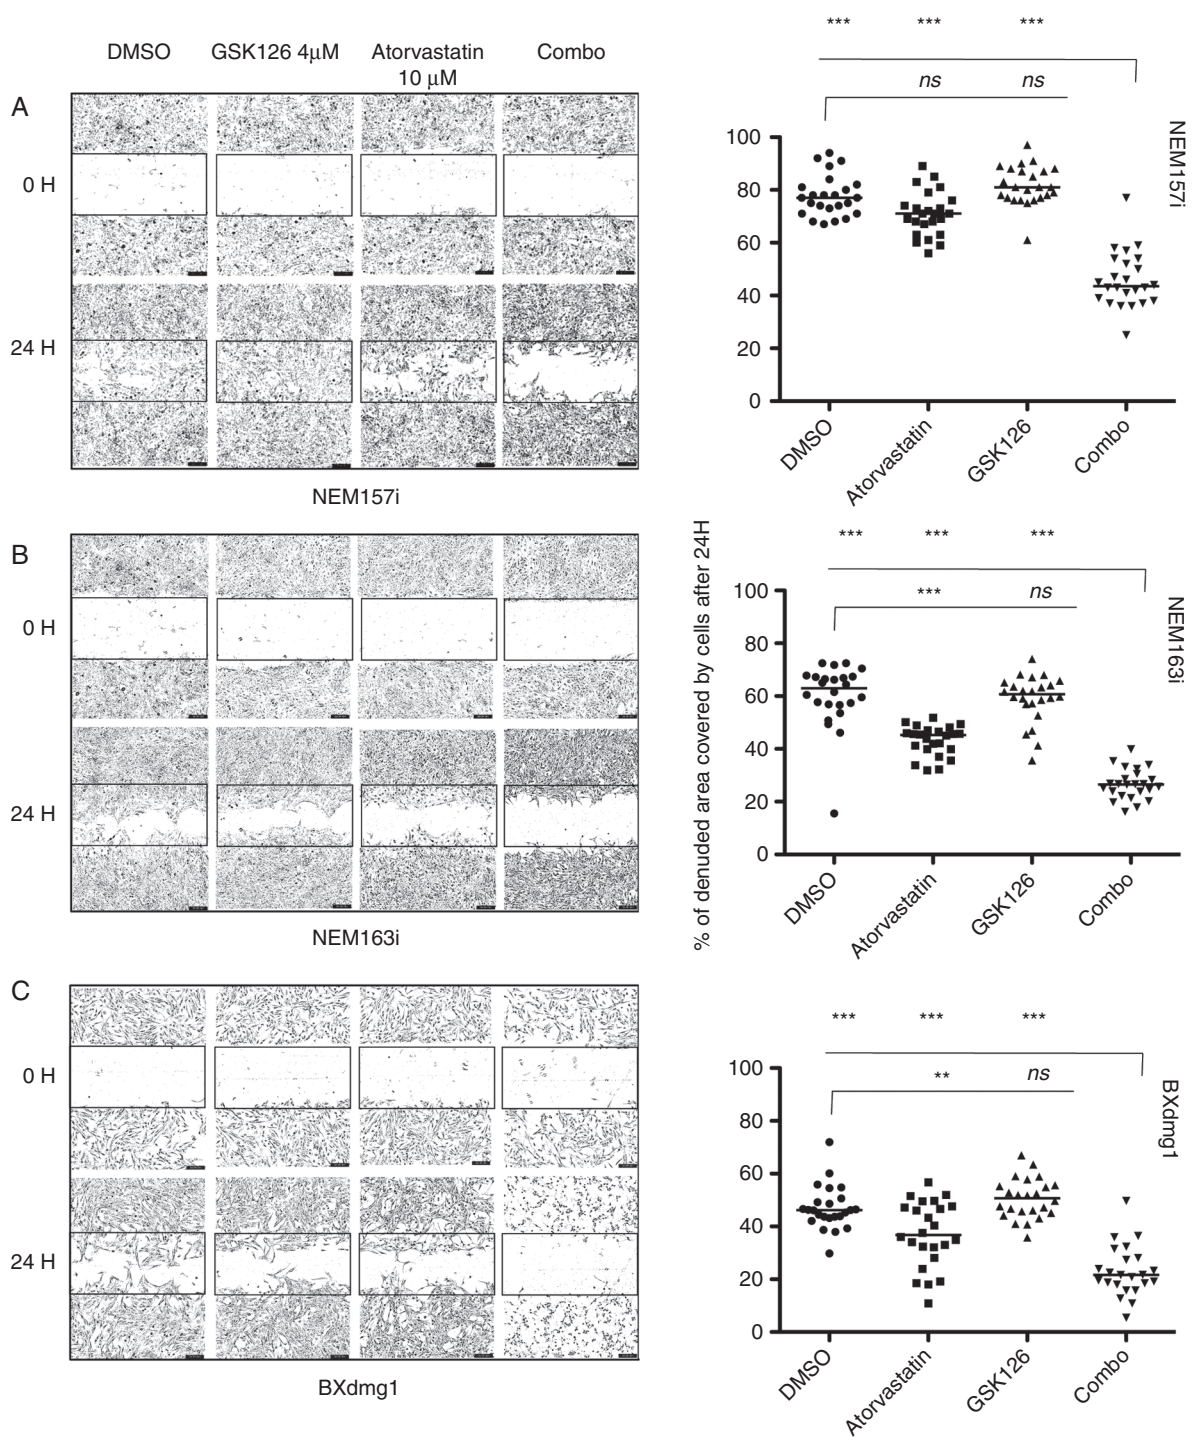 DMSO GSK126 4μM Atorvastatin 10 μM Combo
A
0 H
24 H
NEM157i
*** *** ***
ns ns
100
80
60
40
20
0
DMSO Atorvastatin GSK126 Combo
NEM157i
B
0 H
24 H
NEM163i
% of denuded area covered by cells after 24H
*** *** ***
*** ns
100
80
60
40
20
0
DMSO Atorvastatin GSK126 Combo
NEM163i
C
0 H
24 H
BXdmg1
*** *** ***
** ns
100
80
60
40
20
0
DMSO Atorvastatin GSK126 Combo
BXdmg1